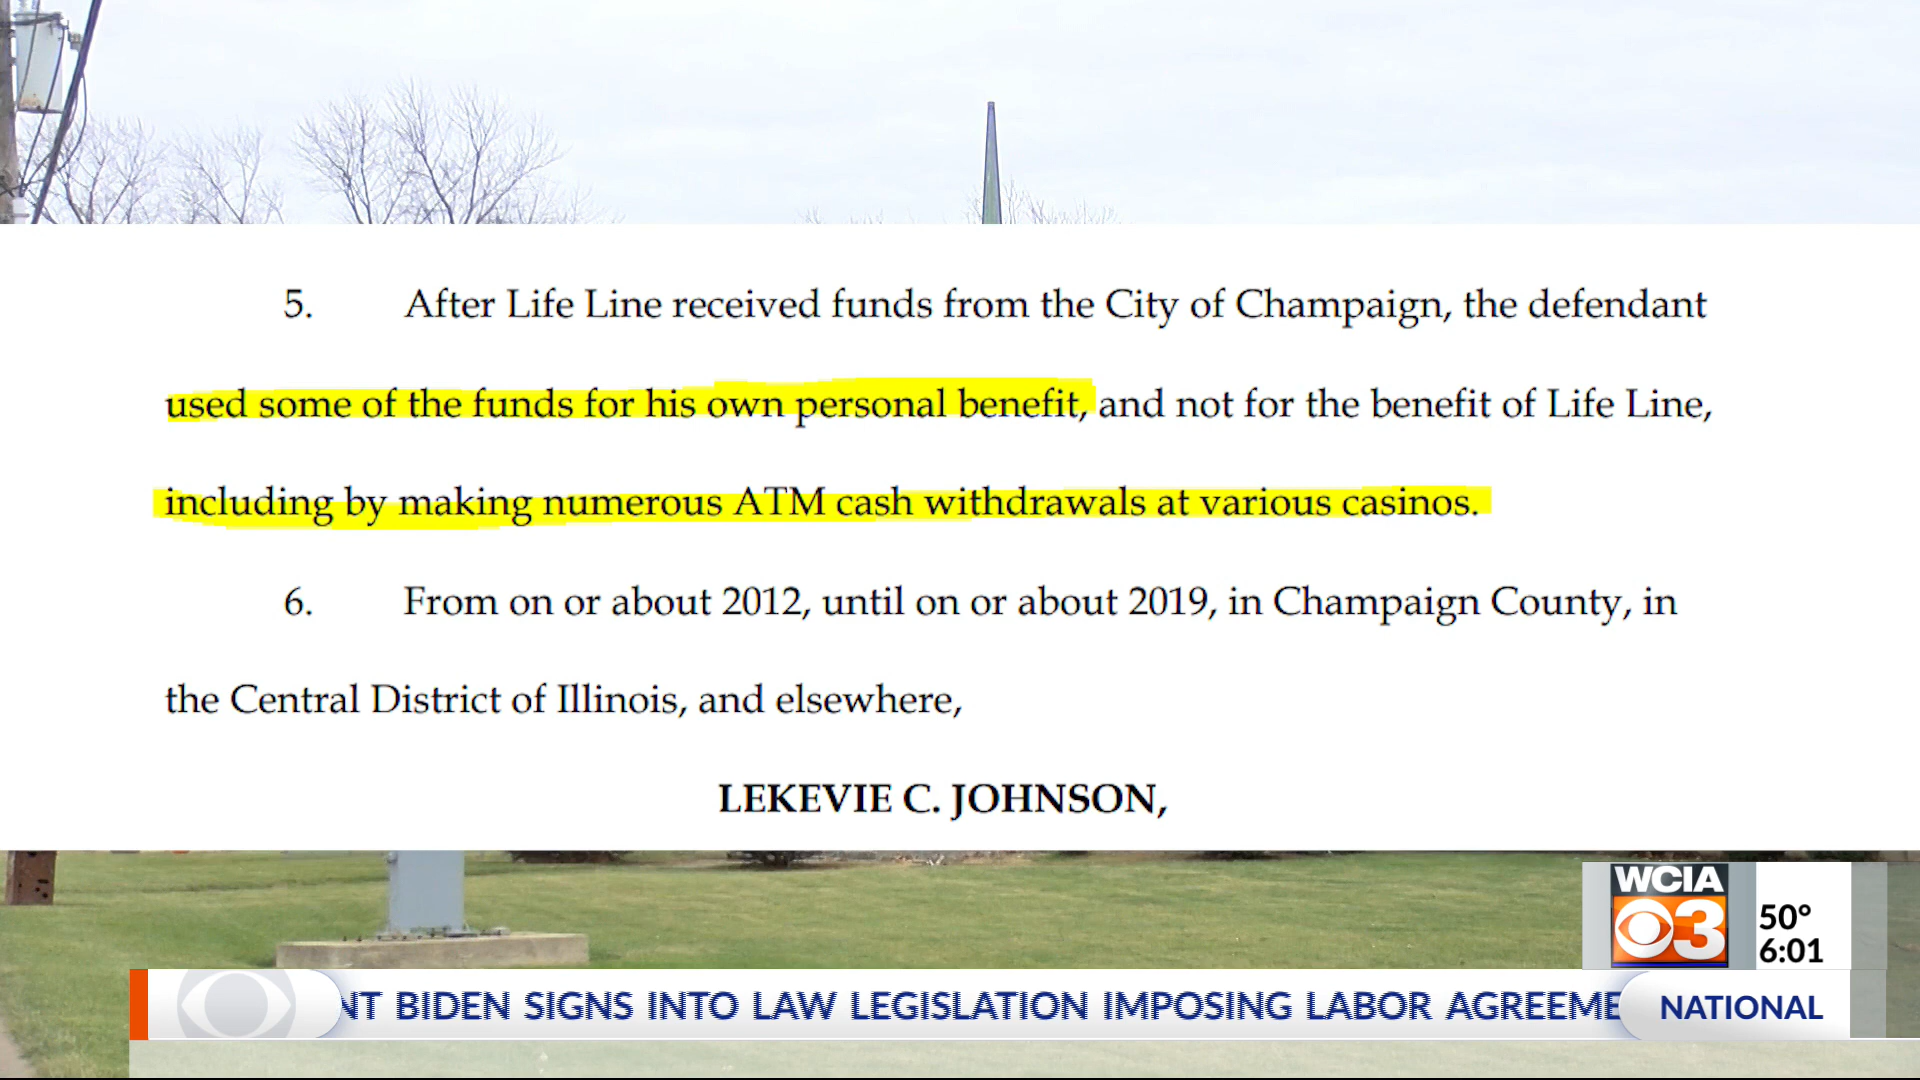 5. After Life Line received funds from the City of Champaign, the defendant
used some of the funds for his own personal benefit, and not for the benefit of Life Line,
including by making numerous ATM cash withdrawals at various casinos.
6. From on or about 2012, until on or about 2019, in Champaign County, in
the Central District of Illinois, and elsewhere,
LEKEVIE C. JOHNSON,
WCIA
3
50°
6:01
NT BIDEN SIGNS INTO LAW LEGISLATION IMPOSING LABOR AGREEME
NATIONAL